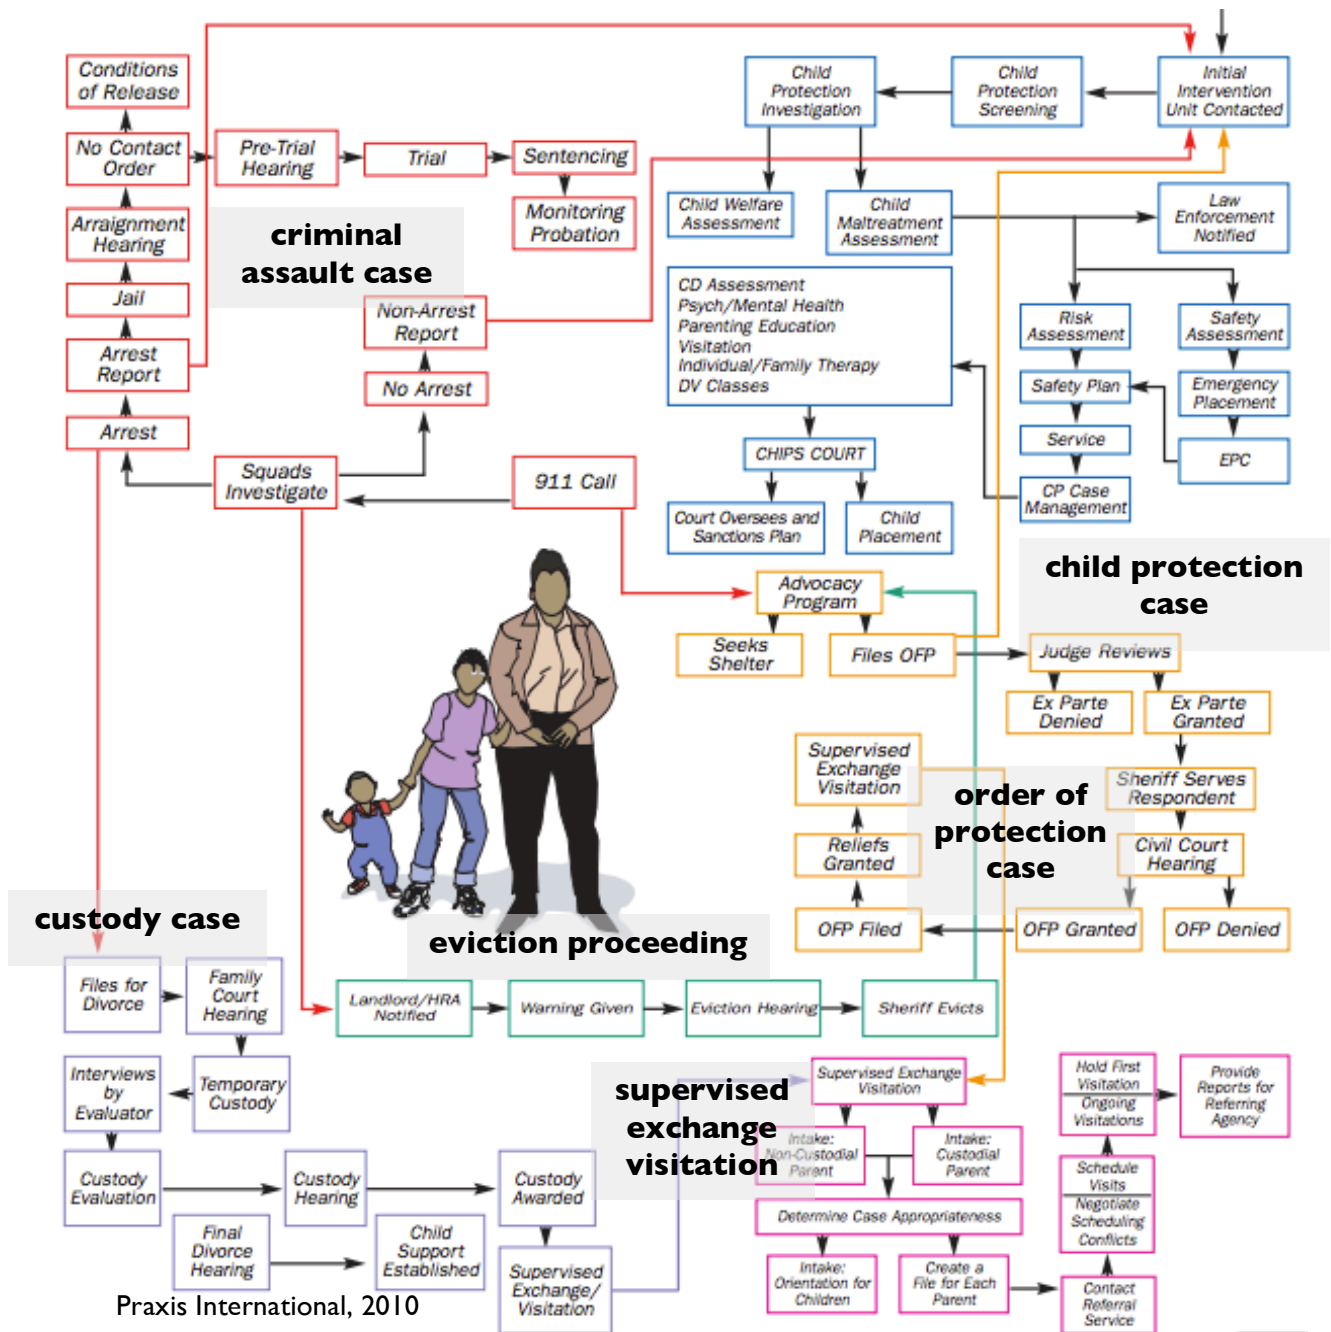 Conditions
of Release
No Contact
Order
Pre-Trial
Hearing
Trial
Sentencing
Monitoring
Probation
Arraignment
Hearing
Jail
Arrest
Report
Arrest
criminal
assault case
Non-Arrest
Report
No Arrest
Squads
Investigate
911 Call
Child
Protection
Investigation
Child
Protection
Screening
Initial
Intervention
Unit Contacted
Child Welfare
Assessment
Child
Maltreatment
Assessment
Law
Enforcement
Notified
CD Assessment
Psych/Mental Health
Parenting Education
Visitation
Individual/Family Therapy
DV Classes
Risk
Assessment
Safety
Assessment
Safety Plan
Emergency
Placement
Service
EPC
CP Case
Management
CHIPS COURT
Court Oversees and
Sanctions Plan
Child
Placement
child protection
case
Advocacy
Program
Seeks
Shelter
Files OFP
Judge Reviews
Ex Parte
Denied
Ex Parte
Granted
Supervised
Exchange
Visitation
order of
protection
case
Sheriff Serves
Respondent
Reliefs
Granted
Civil Court
Hearing
OFP Filed
OFP Granted
OFP Denied
custody case
eviction proceeding
Files for
Divorce
Family
Court
Hearing
Landlord/HRA
Notified
Warning Given
Eviction Hearing
Sheriff Evicts
Interviews
by
Evaluator
Temporary
Custody
Custody
Evaluation
Custody
Hearing
Custody
Awarded
Final
Divorce
Hearing
Child
Support
Established
Supervised
Exchange/
Visitation
supervised
exchange
visitation
Supervised Exchange
Visitation
Intake:
Non-Custodial
Parent
Intake:
Custodial
Parent
Determine Case Appropriateness
Intake:
Orientation for
Children
Create a
File for Each
Parent
Hold First
Visitation
Ongoing
Visitations
Provide
Reports for
Referring
Agency
Schedule
Visits
Negotiate
Scheduling
Conflicts
Contact
Referral
Service
Praxis International, 2010